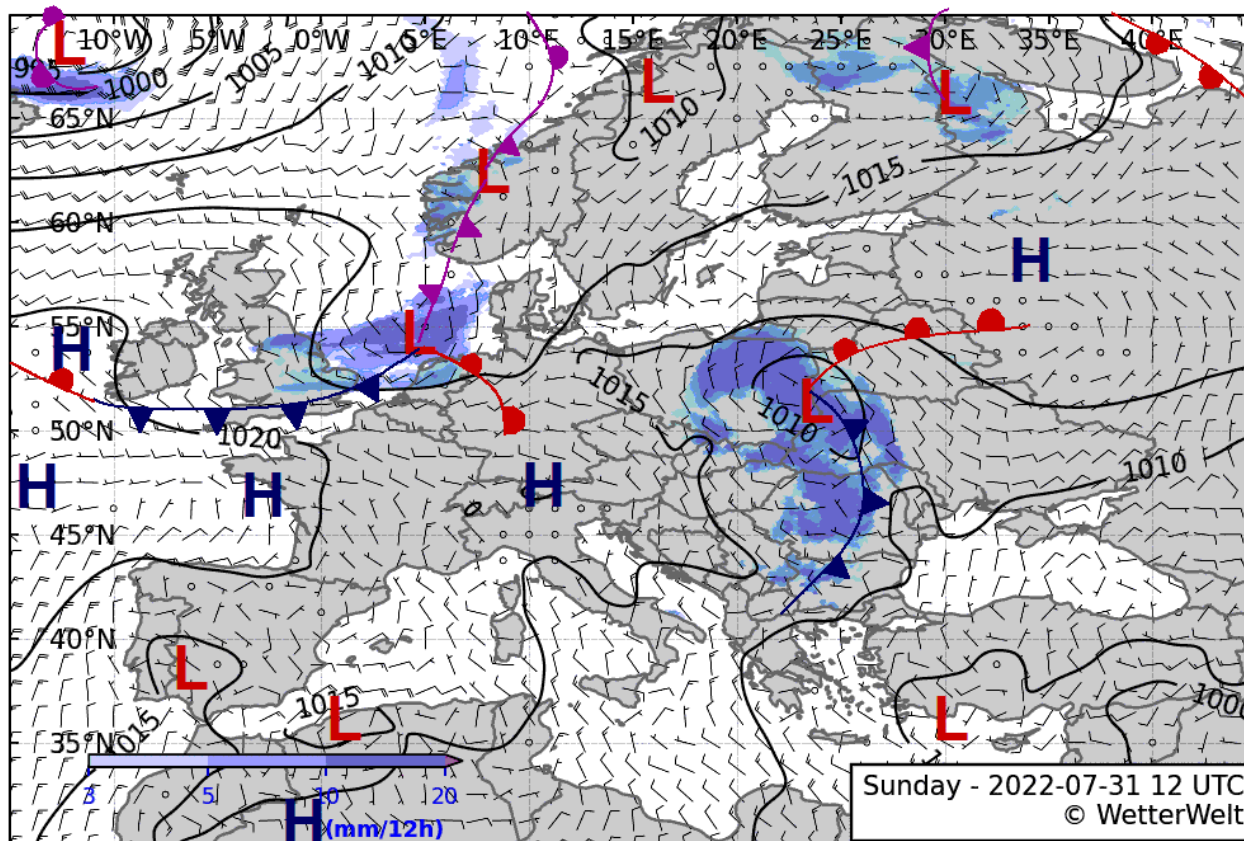 L 10°W 5°W 0°W 5°E 10°E 15°E 20°E 25°E 30°E 35°E 40°E
995 1000 1005 1010
L L
65°N 1010
L 1015
60°N
H
55°N
H L
1015 L 1010
50°N 1020
H H H 1010
45°N
40°N
L
1015 1015 L L 1000
35°N
3 5 10 20
H (mm/12h)
Sunday - 2022-07-31 12 UTC
© WetterWelt